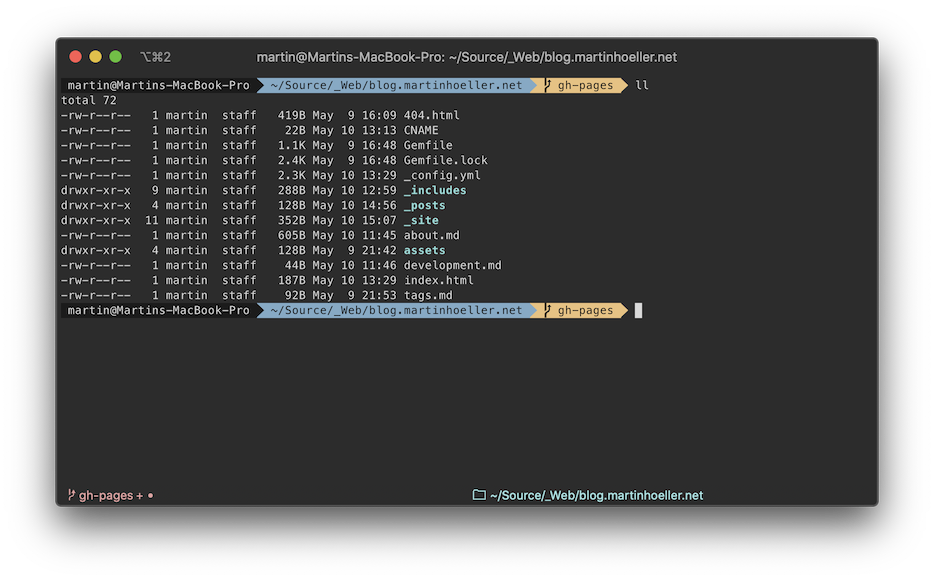 ⌥⌘2 martin@Martins-MacBook-Pro: ~/Source/_Web/blog.martinhoeller.net
martin@Martins-MacBook-Pro ~/Source/_Web/blog.martinhoeller.net gh-pages ll
total 72
-rw-r--r-- 1 martin staff 419B May 9 16:09 404.html
-rw-r--r-- 1 martin staff 22B May 10 13:13 CNAME
-rw-r--r-- 1 martin staff 1.1K May 9 16:48 Gemfile
-rw-r--r-- 1 martin staff 2.4K May 9 16:48 Gemfile.lock
-rw-r--r-- 1 martin staff 2.3K May 10 13:29 _config.yml
drwxr-xr-x 9 martin staff 288B May 10 12:59 _includes
drwxr-xr-x 4 martin staff 128B May 10 14:56 _posts
drwxr-xr-x 11 martin staff 352B May 10 15:07 _site
-rw-r--r-- 1 martin staff 605B May 10 11:45 about.md
drwxr-xr-x 4 martin staff 128B May 9 21:42 assets
-rw-r--r-- 1 martin staff 44B May 10 11:46 development.md
-rw-r--r-- 1 martin staff 187B May 10 13:29 index.html
-rw-r--r-- 1 martin staff 92B May 9 21:53 tags.md
martin@Martins-MacBook-Pro ~/Source/_Web/blog.martinhoeller.net gh-pages
gh-pages + • ~/Source/_Web/blog.martinhoeller.net